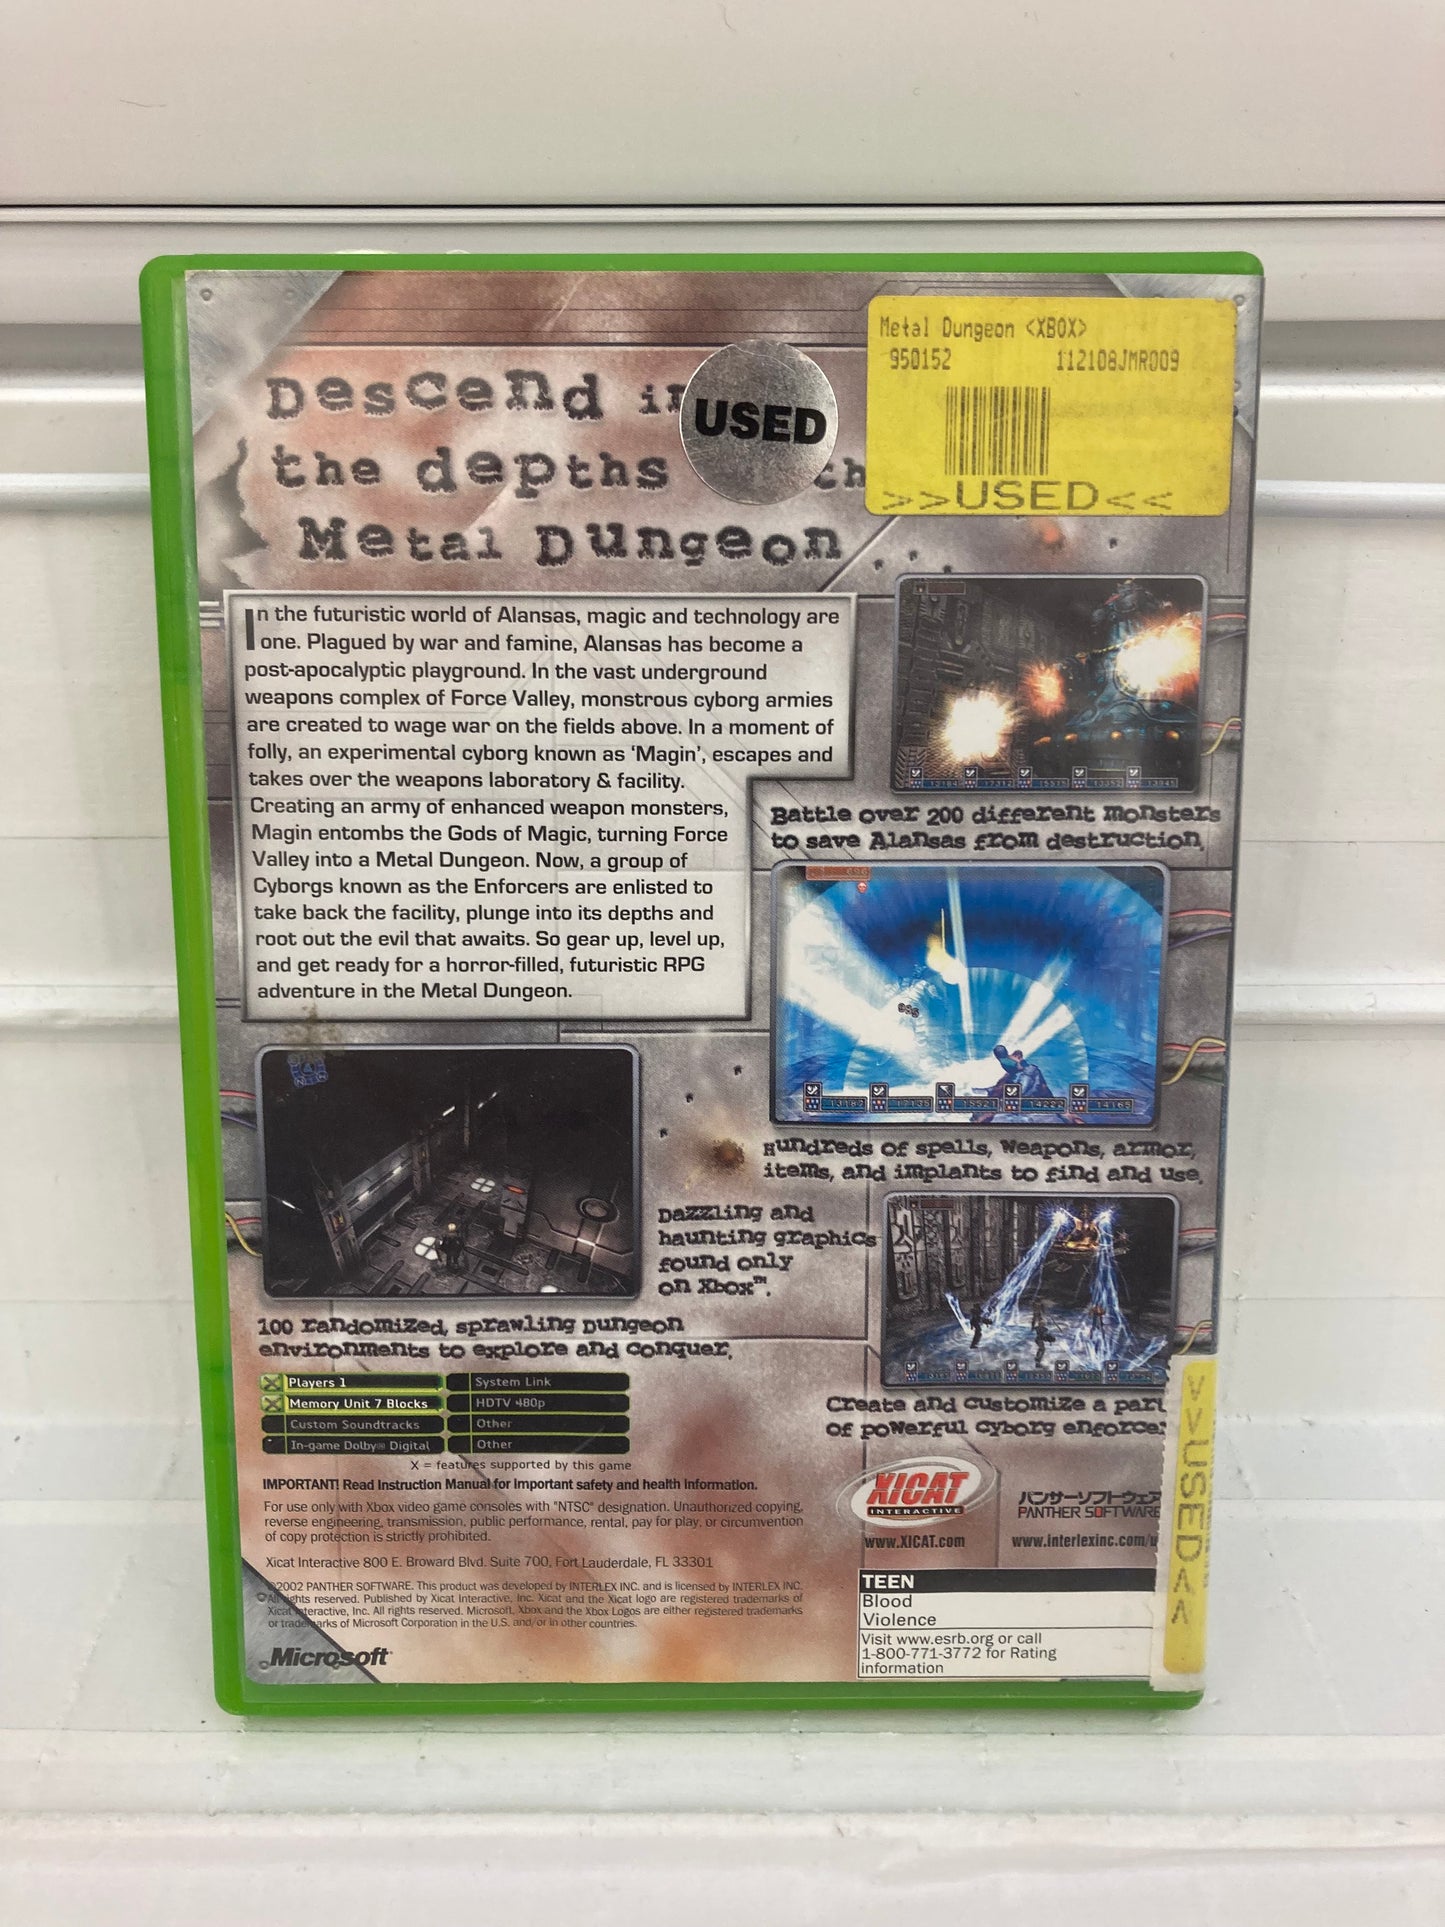 Metal Dungeon <XBOX>
950152 112108JMR009
>>USED<<
USED
Descend
the depths
Metal Dungeon
In the futuristic world of Alansas, magic and technology are
one. Plagued by war and famine, Alansas has become a
post-apocalyptic playground. In the vast underground
weapons complex of Force Valley, monstrous cyborg armies
are created to wage war on the fields above. In a moment of
folly, an experimental cyborg known as ‘Magin’, escapes and
takes over the weapons laboratory & facility.
Creating an army of enhanced weapon monsters,
Magin entombs the Gods of Magic, turning Force
Valley into a Metal Dungeon. Now, a group of
Cyborgs known as the Enforcers are enlisted to
take back the facility, plunge into its depths and
root out the evil that awaits. So gear up, level up,
and get ready for a horror-filled, futuristic RPG
adventure in the Metal Dungeon.
Battle over 200 different monsters
to save Alansas from destruction.
Hundreds of spells, weapons, armor,
items, and implants to find and use.
Dazzling and
haunting graphics
found only
on Xbox™.
100 randomized, sprawling dungeon
environments to explore and conquer.
Create and customize a
of powerful cyborg
Players 1 System Link
Memory Unit 7 Blocks HDTV 480p
Custom Soundtracks Other
In-game Dolby® Digital Other
X = features supported by this game
IMPORTANT! Read Instruction Manual for important safety and health information.
For use only with Xbox video game consoles with "NTSC" designation. Unauthorized copying,
reverse engineering, transmission, public performance, rental, pay for play, or circumvention
of copy protection is strictly prohibited.
Xicat Interactive 800 E. Broward Blvd. Suite 700, Fort Lauderdale, FL 33301
©2002 PANTHER SOFTWARE. This product was developed by INTERLEX INC. and is licensed by INTERLEX INC.
All rights reserved. Published by Xicat Interactive, Inc. Xicat and the Xicat logo are registered trademarks of
Xicat Interactive, Inc. All rights reserved. Microsoft, Xbox and the Xbox Logos are either registered trademarks
or trademarks of Microsoft Corporation in the U.S. and/or in other countries.
Microsoft
XICAT
INTERACTIVE
www.XICAT.com
パンサーソフトウェア
PANTHER SOFTWARE
www.interlexinc.com/
TEEN
Blood
Violence
Visit www.esrb.org or call
1-800-771-3772 for Rating
information
>>USED<<